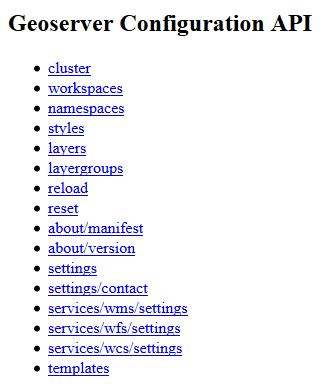 Geoserver Configuration API
cluster
workspaces
namespaces
styles
layers
layergroups
reload
reset
about/manifest
about/version
settings
settings/contact
services/wms/settings
services/wfs/settings
services/wcs/settings
templates